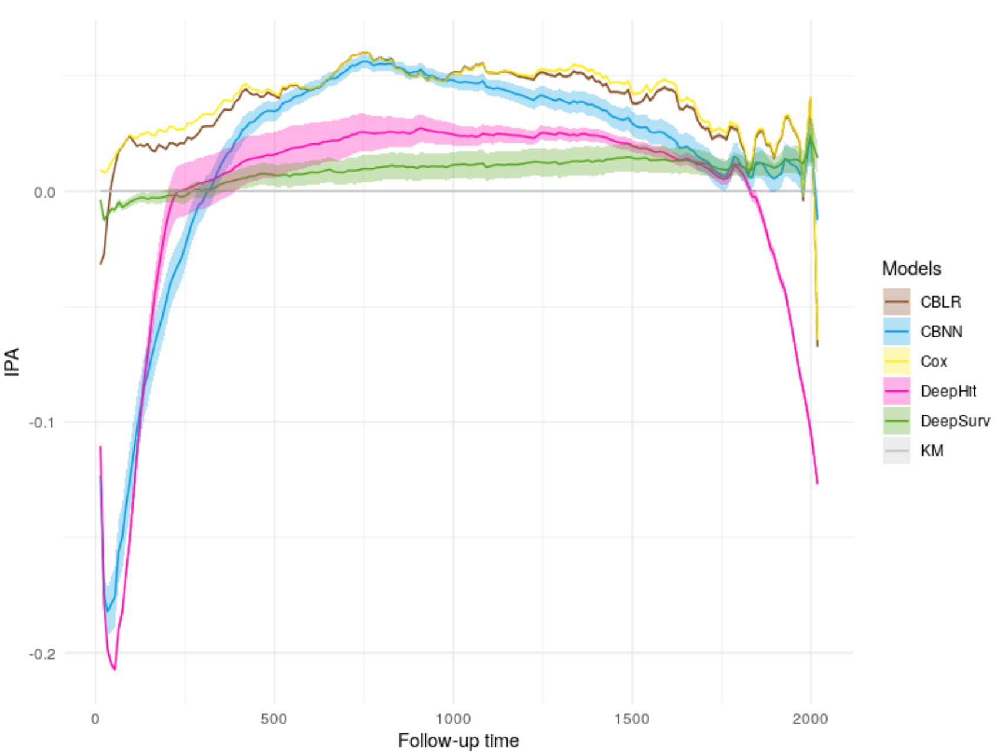 IPA
0.0
-0.1
-0.2
0
500
1000
1500
2000
Follow-up time
Models
CBLR
CBNN
Cox
DeepHit
DeepSurv
KM